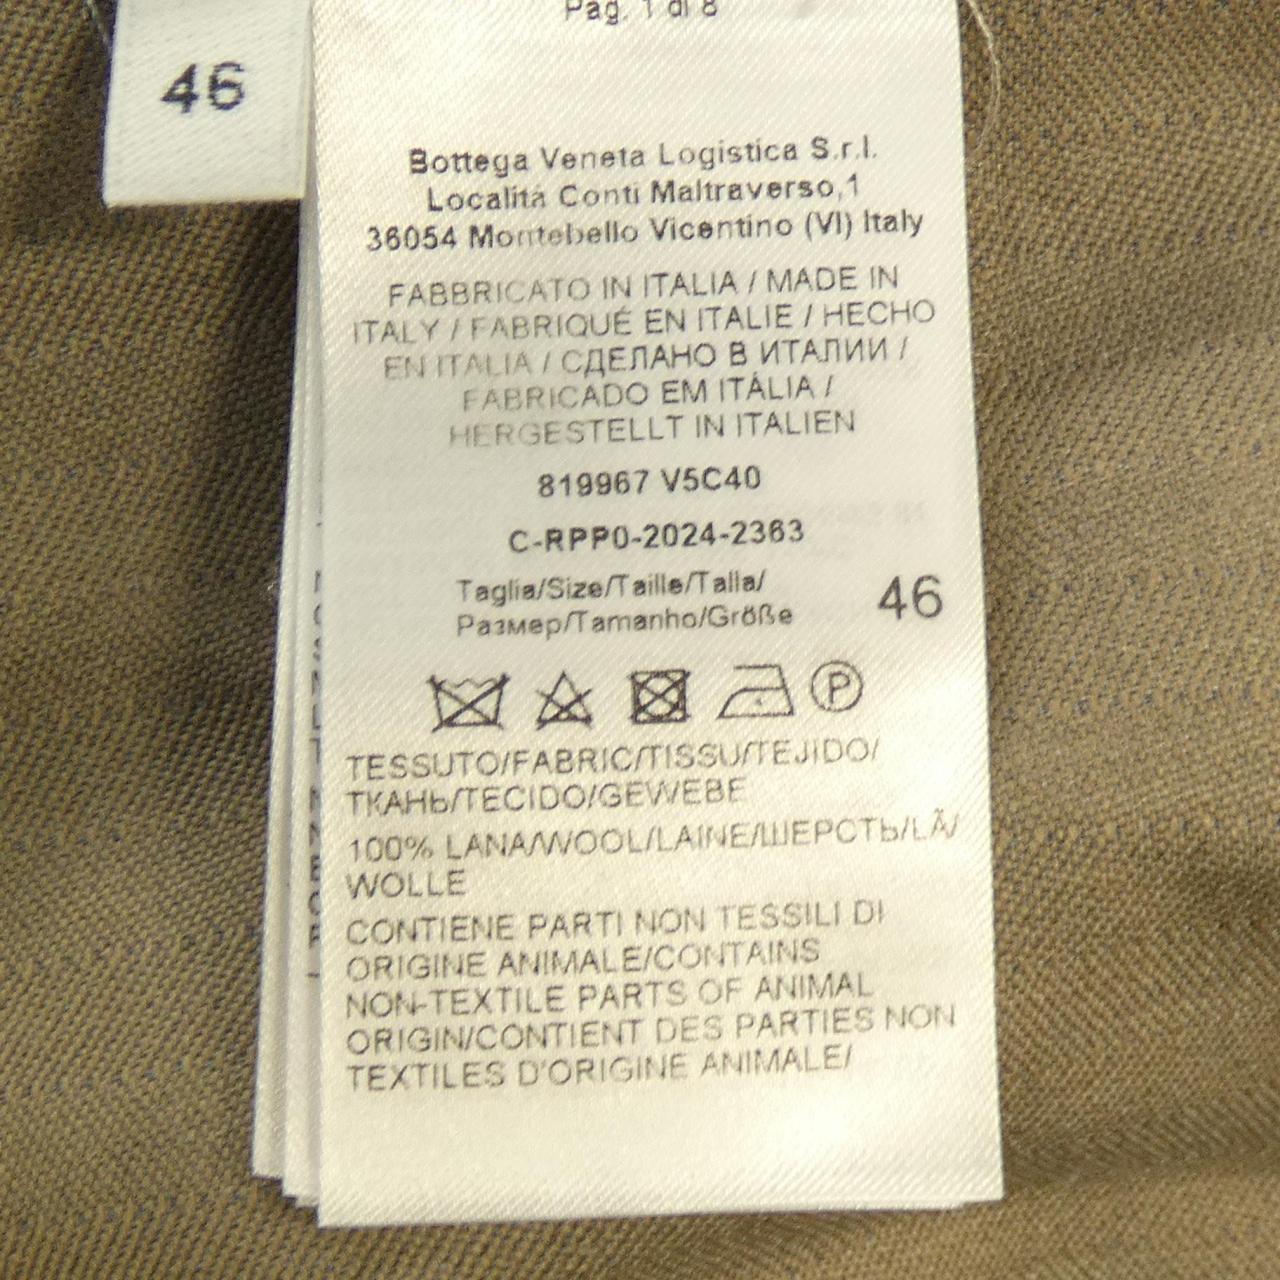 Pag. 1 di 8
46
Bottega Veneta Logistica S.r.l.
Località Conti Maltraverso,1
36054 Montebello Vicentino (VI) Italy
FABBRICATO IN ITALIA / MADE IN
ITALY / FABRIQUÉ EN ITALIE / HECHO
EN ITALIA / СДЕЛАНО В ИТАЛИИ /
FABRICADO EM ITÁLIA /
HERGESTELLT IN ITALIEN
819967 V5C40
C-RPP0-2024-2363
Taglia/Size/Taille/Talla/
Размер/Tamanho/Größe
46
P
TESSUTO/FABRIC/TISSU/TEJIDO/
ТКАНЬ/TECIDO/GEWEBE
100% LANA/WOOL/LAINE/ШЕРСТЬ/LÃ/
WOLLE
CONTIENE PARTI NON TESSILI DI
ORIGINE ANIMALE/CONTAINS
NON-TEXTILE PARTS OF ANIMAL
ORIGIN/CONTIENT DES PARTIES NON
TEXTILES D'ORIGINE ANIMALE/